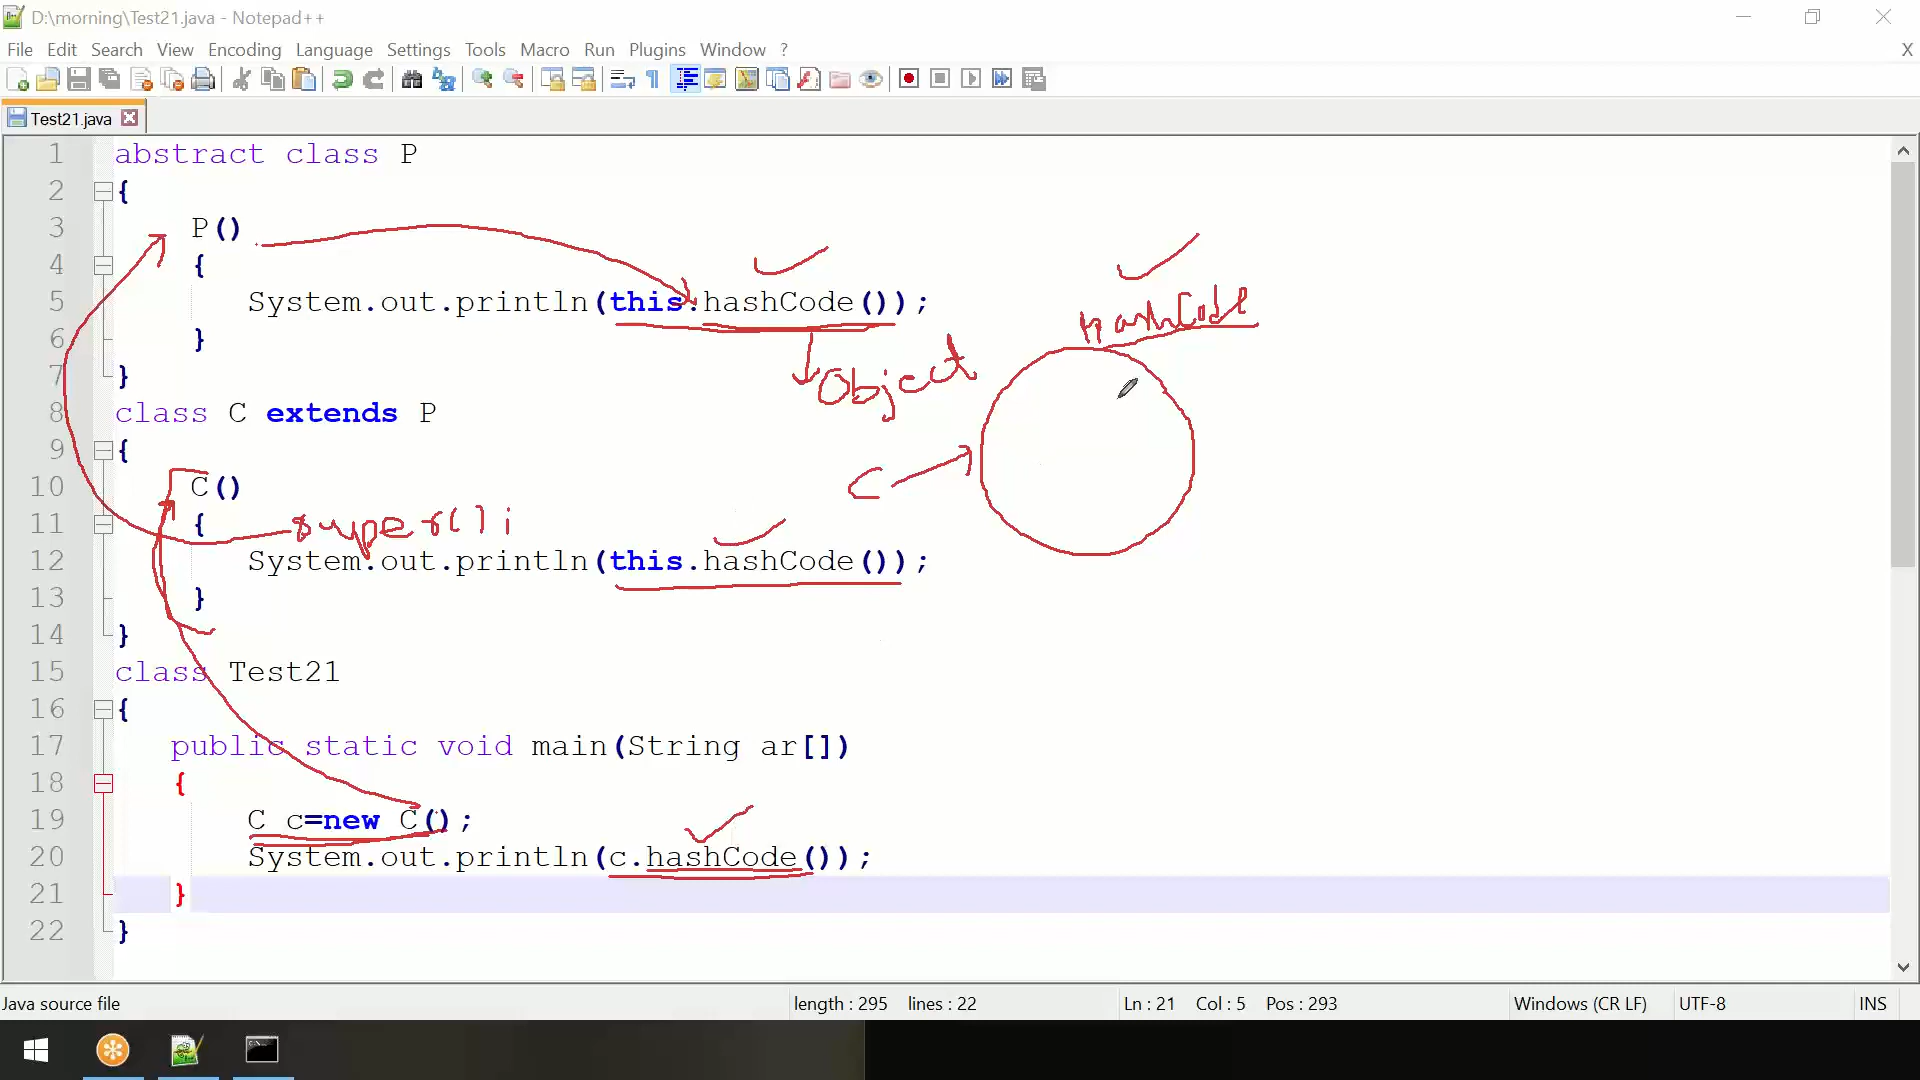 D:\morning\Test21.java - Notepad++
File Edit Search View Encoding Language Settings Tools Macro Run Plugins Window ? X
Test21.java
1 abstract class P
2 {
3 P()
4 {
5 System.out.println(this.hashCode());
hashCode
6 }
Object
7 }
8 class C extends P
9 {
C
10 C()
11 { super();
12 System.out.println(this.hashCode());
13 }
14 }
15 class Test21
16 {
17 public static void main(String ar[])
18 {
19 C c=new C();
20 System.out.println(c.hashCode());
21 }
22 }
Java source file length : 295 lines : 22 Ln : 21 Col : 5 Pos : 293 Windows (CR LF) UTF-8 INS